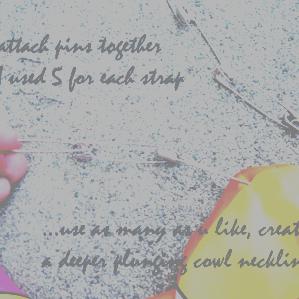 attach pins together
I used 5 for each strap
...use as many as u like, creat
a deeper plunging cowl necklin